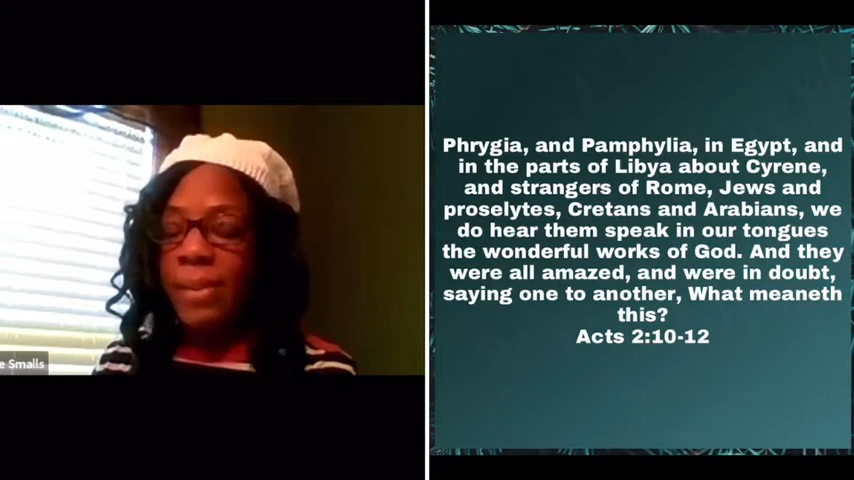 e Smalls
Phrygia, and Pamphylia, in Egypt, and
in the parts of Libya about Cyrene,
and strangers of Rome, Jews and
proselytes, Cretans and Arabians, we
do hear them speak in our tongues
the wonderful works of God. And they
were all amazed, and were in doubt,
saying one to another, What meaneth
this?
Acts 2:10-12